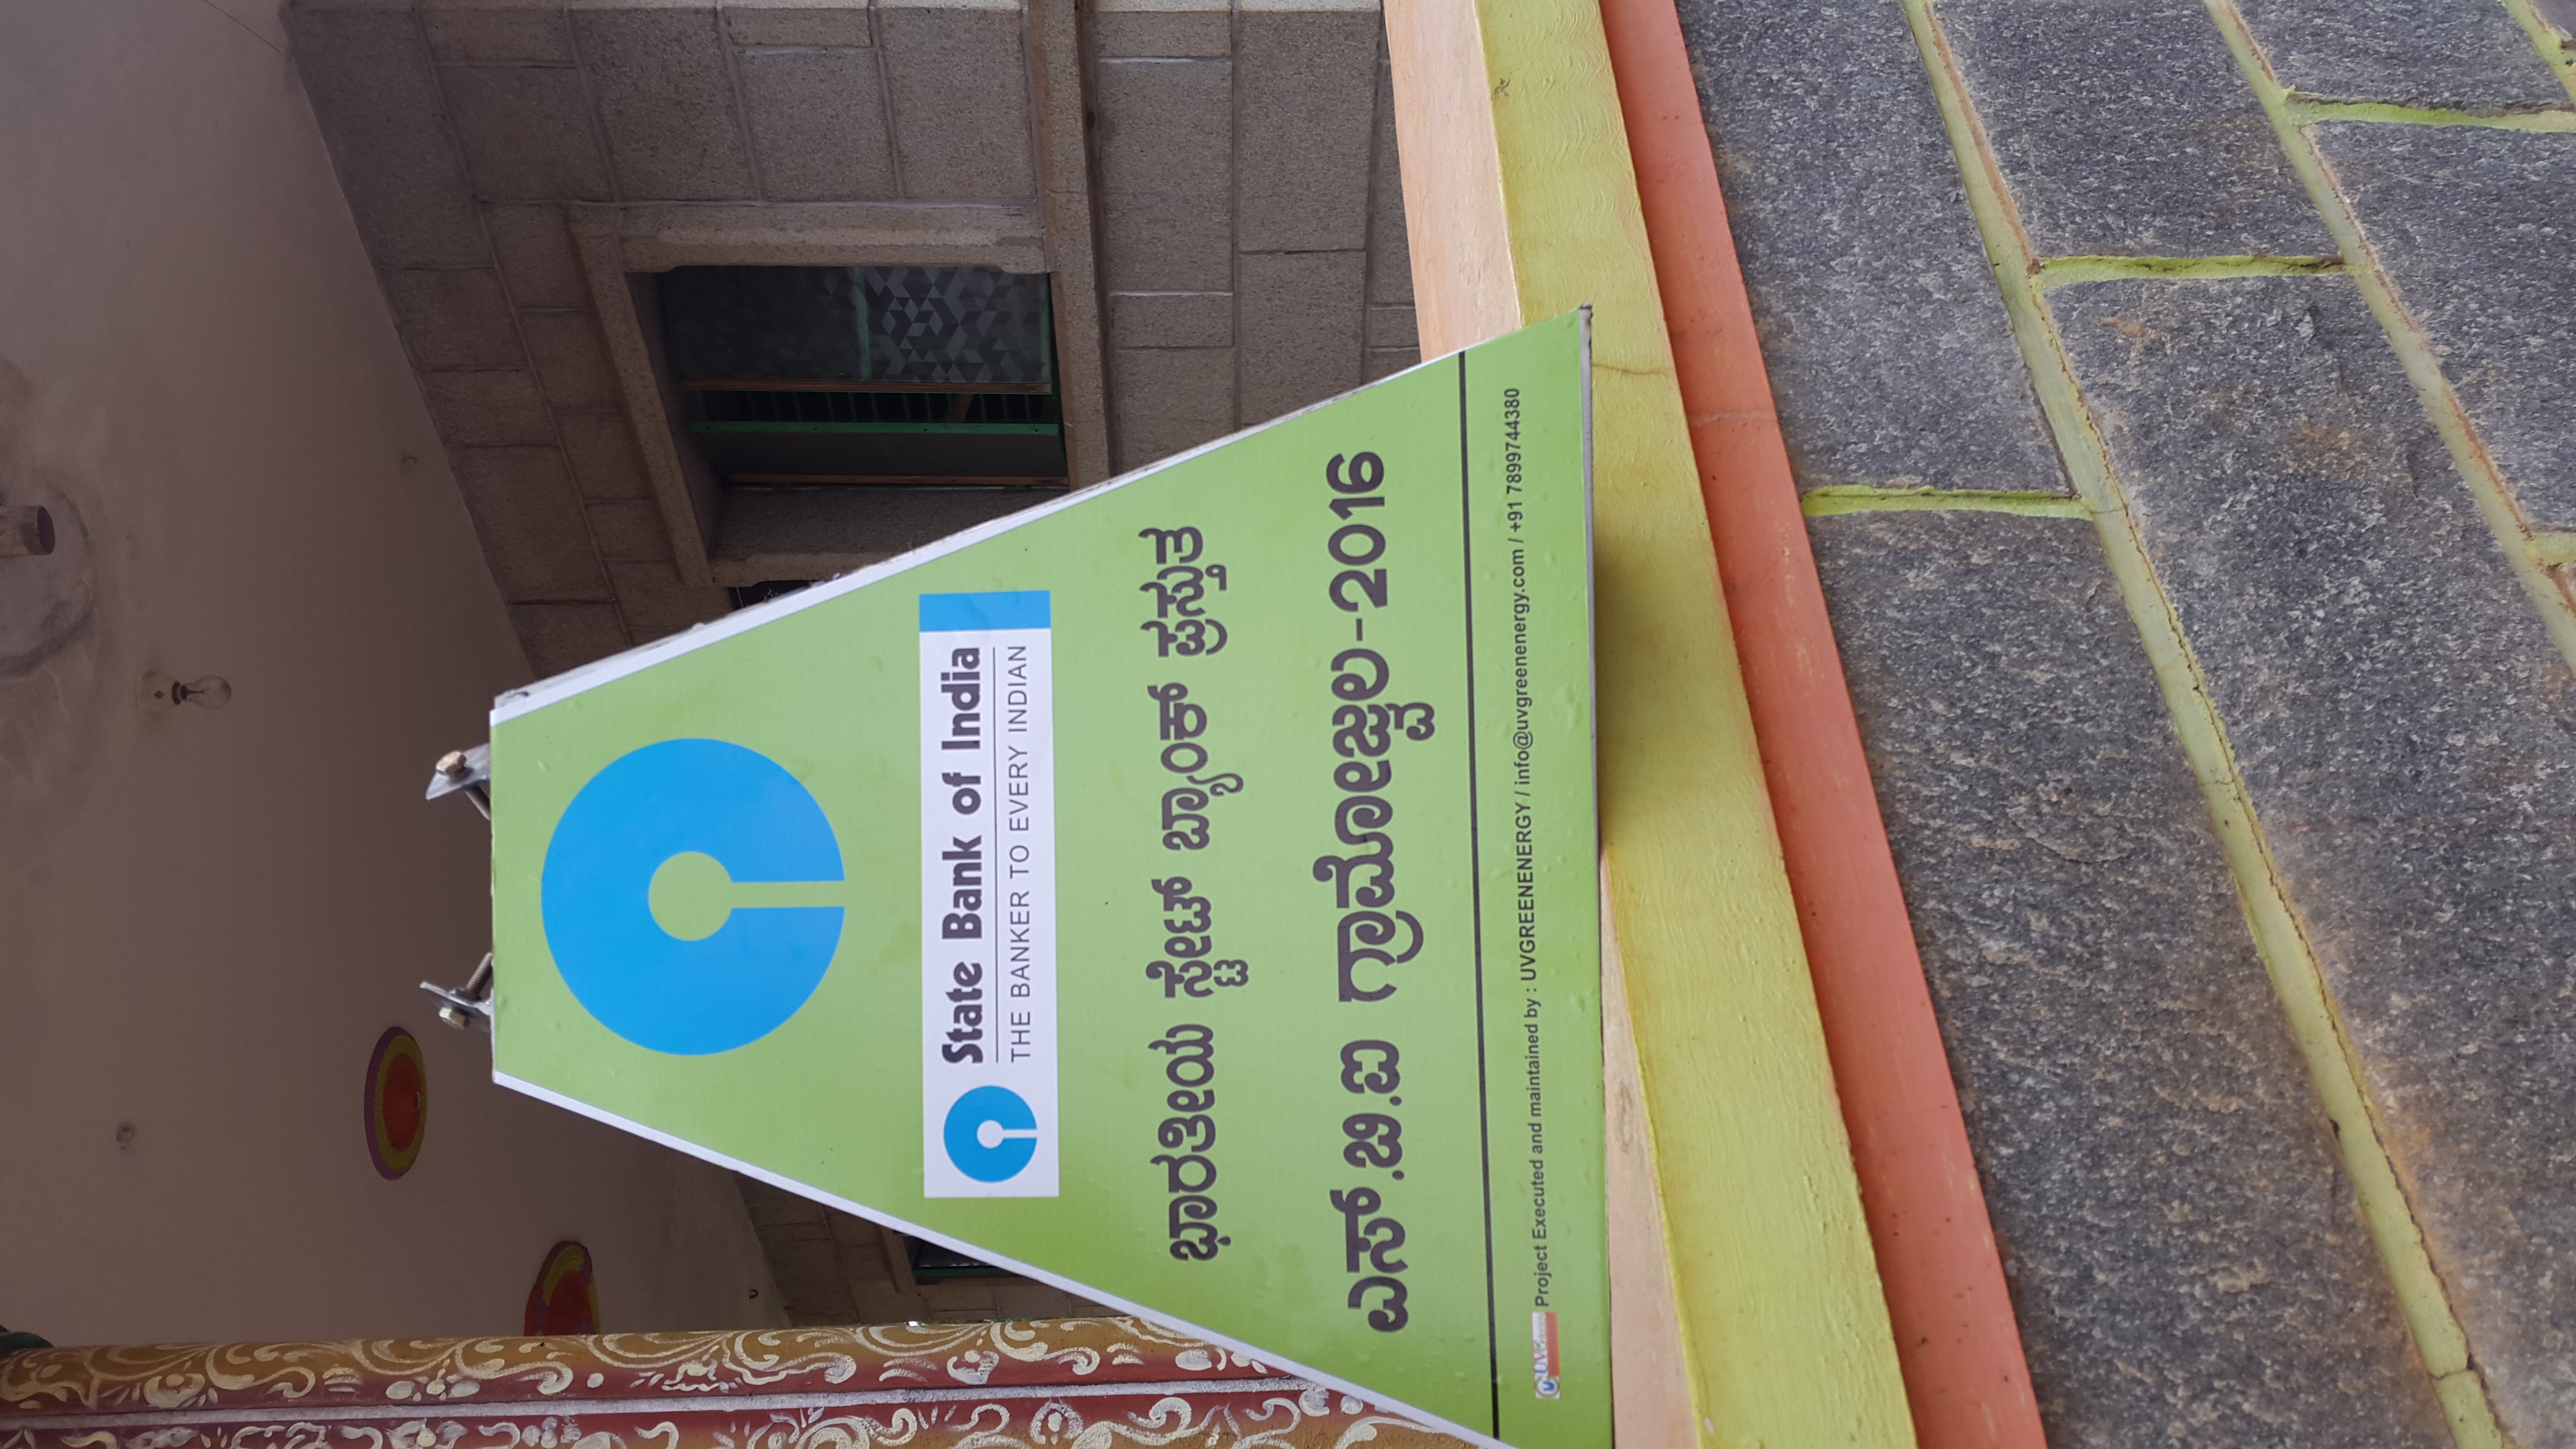 State Bank of India
THE BANKER TO EVERY INDIAN
ಭಾರತೀಯ ಸ್ಟೇಟ್ ಬ್ಯಾಂಕ್ ಪ್ರಸ್ತುತ
ಎಸ್.ಬಿ.ಐ ಗ್ರಾಮೋಜ್ವಲ-2016
Project Executed and maintained by : UVGREENENERGY / info@uvgreenenergy.com / +91 7899744380